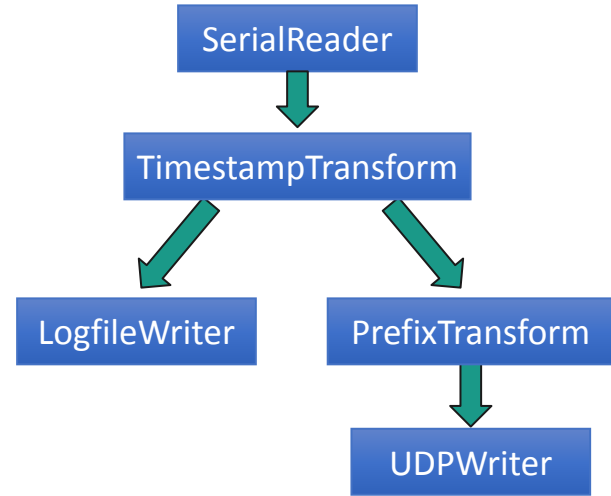 SerialReader
TimestampTransform
LogfileWriter
PrefixTransform
UDPWriter